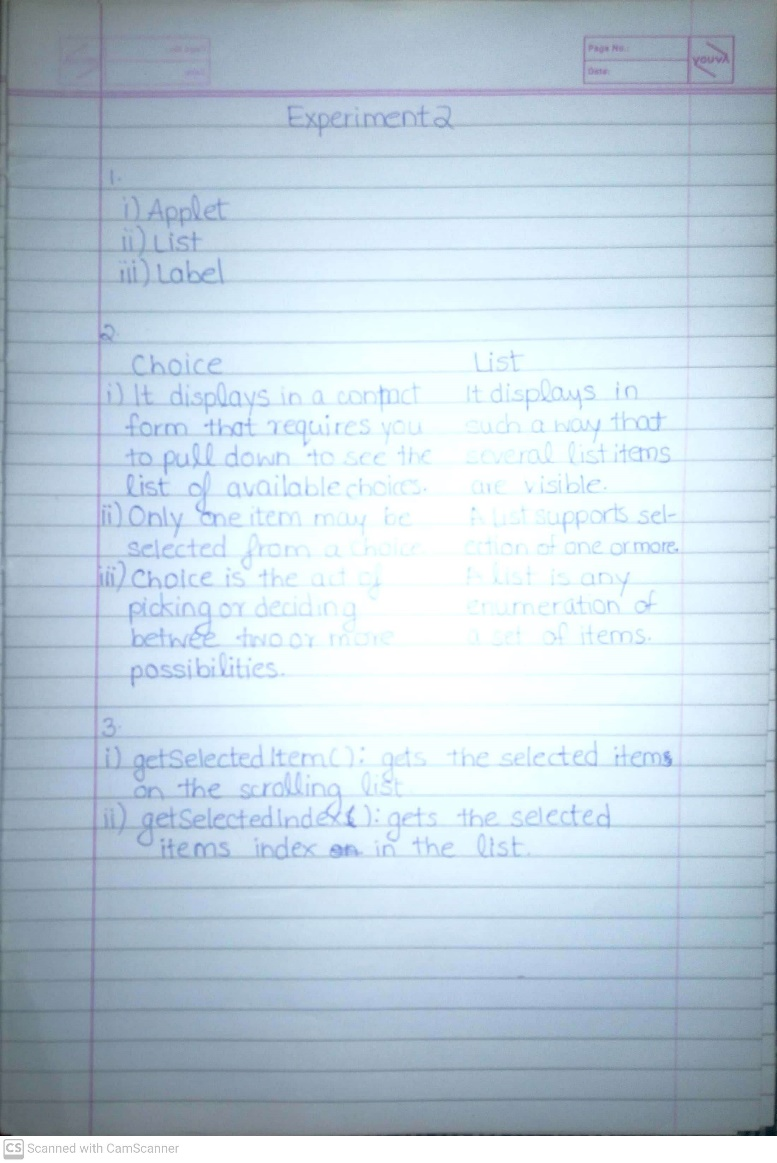 Page No.:
Date:
youva
Experiment 2
1.
i) Applet
ii) List
iii) Label
2.
Choice List
i) It displays in a conpact It displays in
form that requires you such a way that
to pull down to see the several list items
list of available choices. are visible.
ii) Only one item may be A list supports sel-
selected from a choice ection of one or more.
iii) Choice is the act of A list is any
picking or deciding enumeration of
betwee two or more a set of items.
possibilities.
3.
i) getSelectedItem(): gets the selected items
on the scrolling list
ii) getSelectedIndex(): gets the selected
items index in the list.
CS Scanned with CamScanner